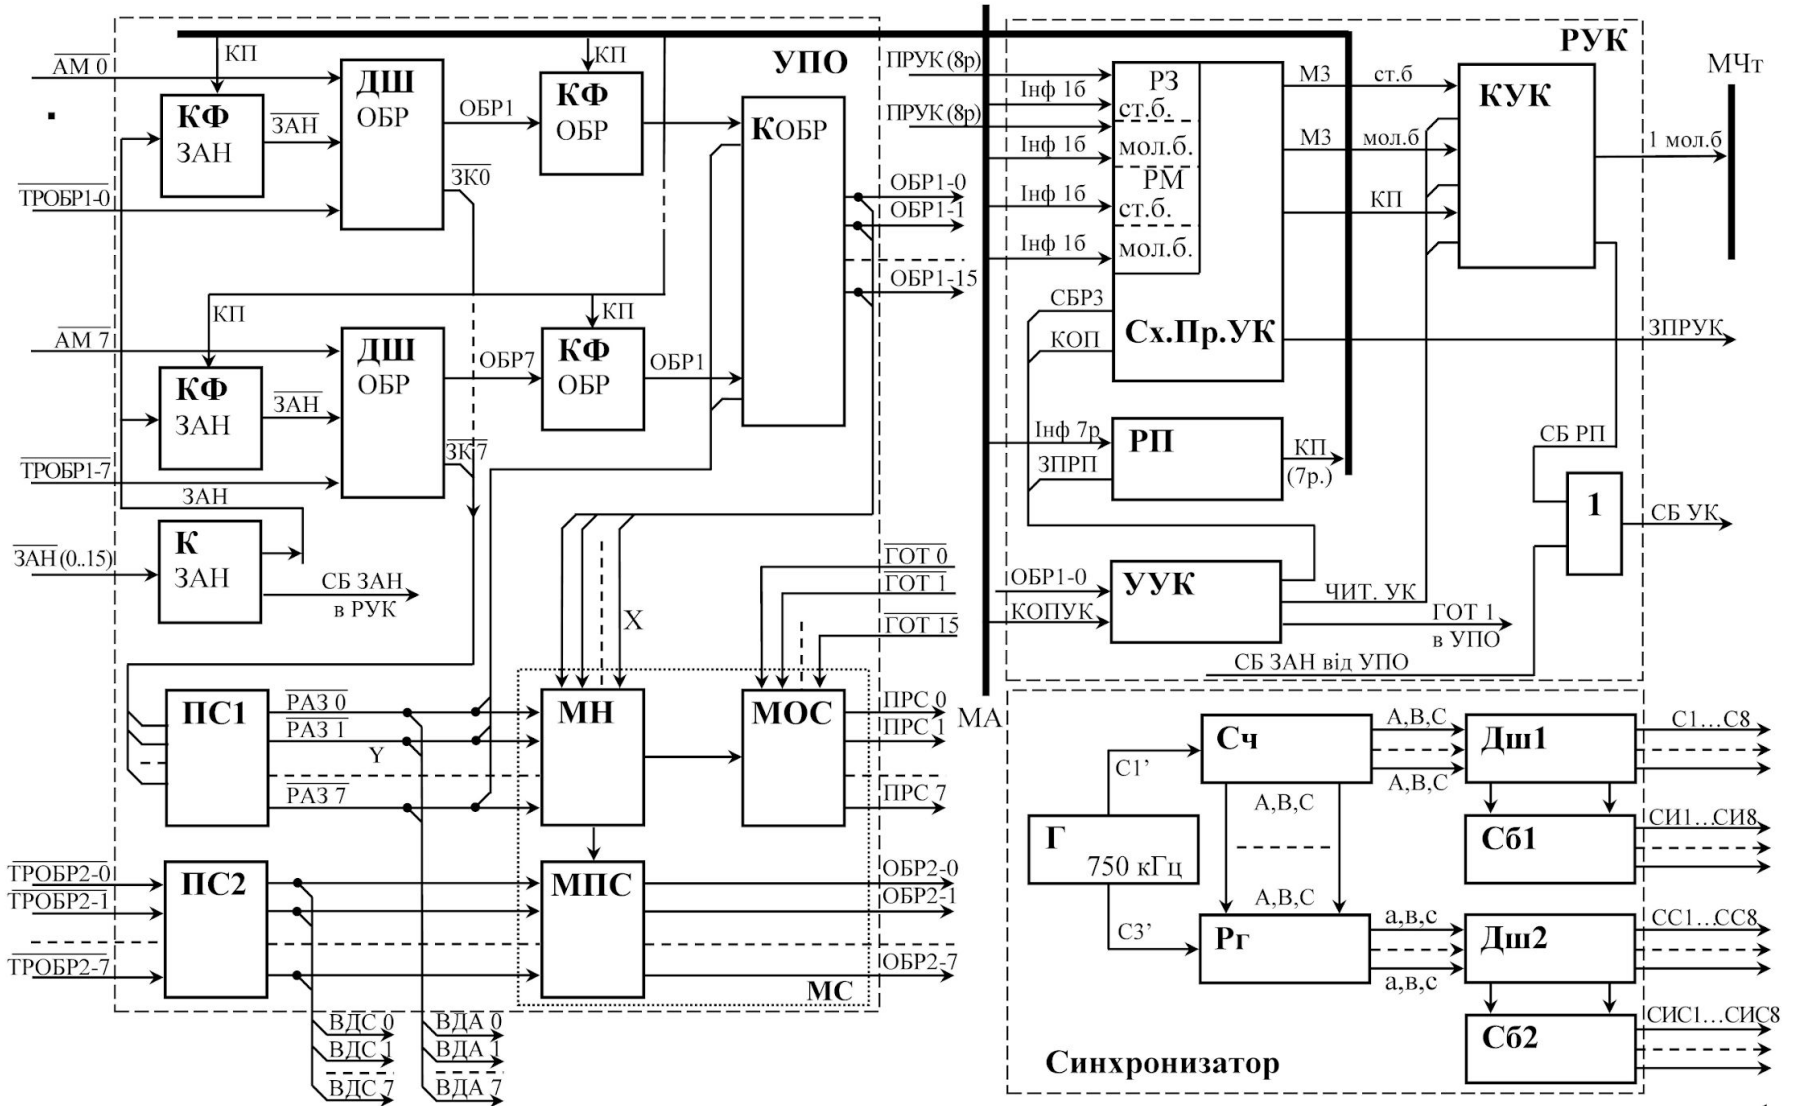 УПО
АМ 0
КП
КФ
ЗАН
ЗАН
ДШ
ОБР
ОБР1
КП
КФ
ОБР
КОБР
ТРОБР1-0
ЗК0
ОБР1-0
ОБР1-1
ОБР1-15
АМ 7
КП
КФ
ЗАН
ЗАН
ДШ
ОБР
ОБР7
КП
КФ
ОБР
ОБР1
ТРОБР1-7
ЗК 7
ЗАН
ЗАН (0..15)
К
ЗАН
СБ ЗАН
в РУК
X
ГОТ 0
ГОТ 1
ГОТ 15
ПС1
РАЗ 0
РАЗ 1
Y
РАЗ 7
МН
МОС
ПРС 0
ПРС 1
ПРС 7
ТРОБР2-0
ТРОБР2-1
ТРОБР2-7
ПС2
МПС
МС
ОБР2-0
ОБР2-1
ОБР2-7
ВДС 0
ВДС 1
ВДС 7
ВДА 0
ВДА 1
ВДА 7
МА
РУК
ПРУК (8р)
Інф 1б
ПРУК (8р)
Інф 1б
Інф 1б
Інф 1б
РЗ
ст.б.
мол.б.
РМ
ст.б.
мол.б.
Сх.Пр.УК
СБРЗ
КОП
МЗ ст.б
МЗ мол.б
КП
КУК
1 мол.б
МЧт
ЗПРУК
Інф 7р
ЗПРП
РП
КП
(7р.)
СБ РП
1
СБ УК
ОБР1-0
КОПУК
УУК
ЧИТ. УК
ГОТ 1
в УПО
СБ ЗАН від УПО
Г
750 кГц
С1’
С3’
Сч
А,В,С
А,В,С
А,В,С
А,В,С
Рг
а,в,с
а,в,с
Дш1
С1…С8
Сб1
СИ1…СИ8
Дш2
СС1…СС8
Сб2
СИС1…СИС8
Синхронизатор